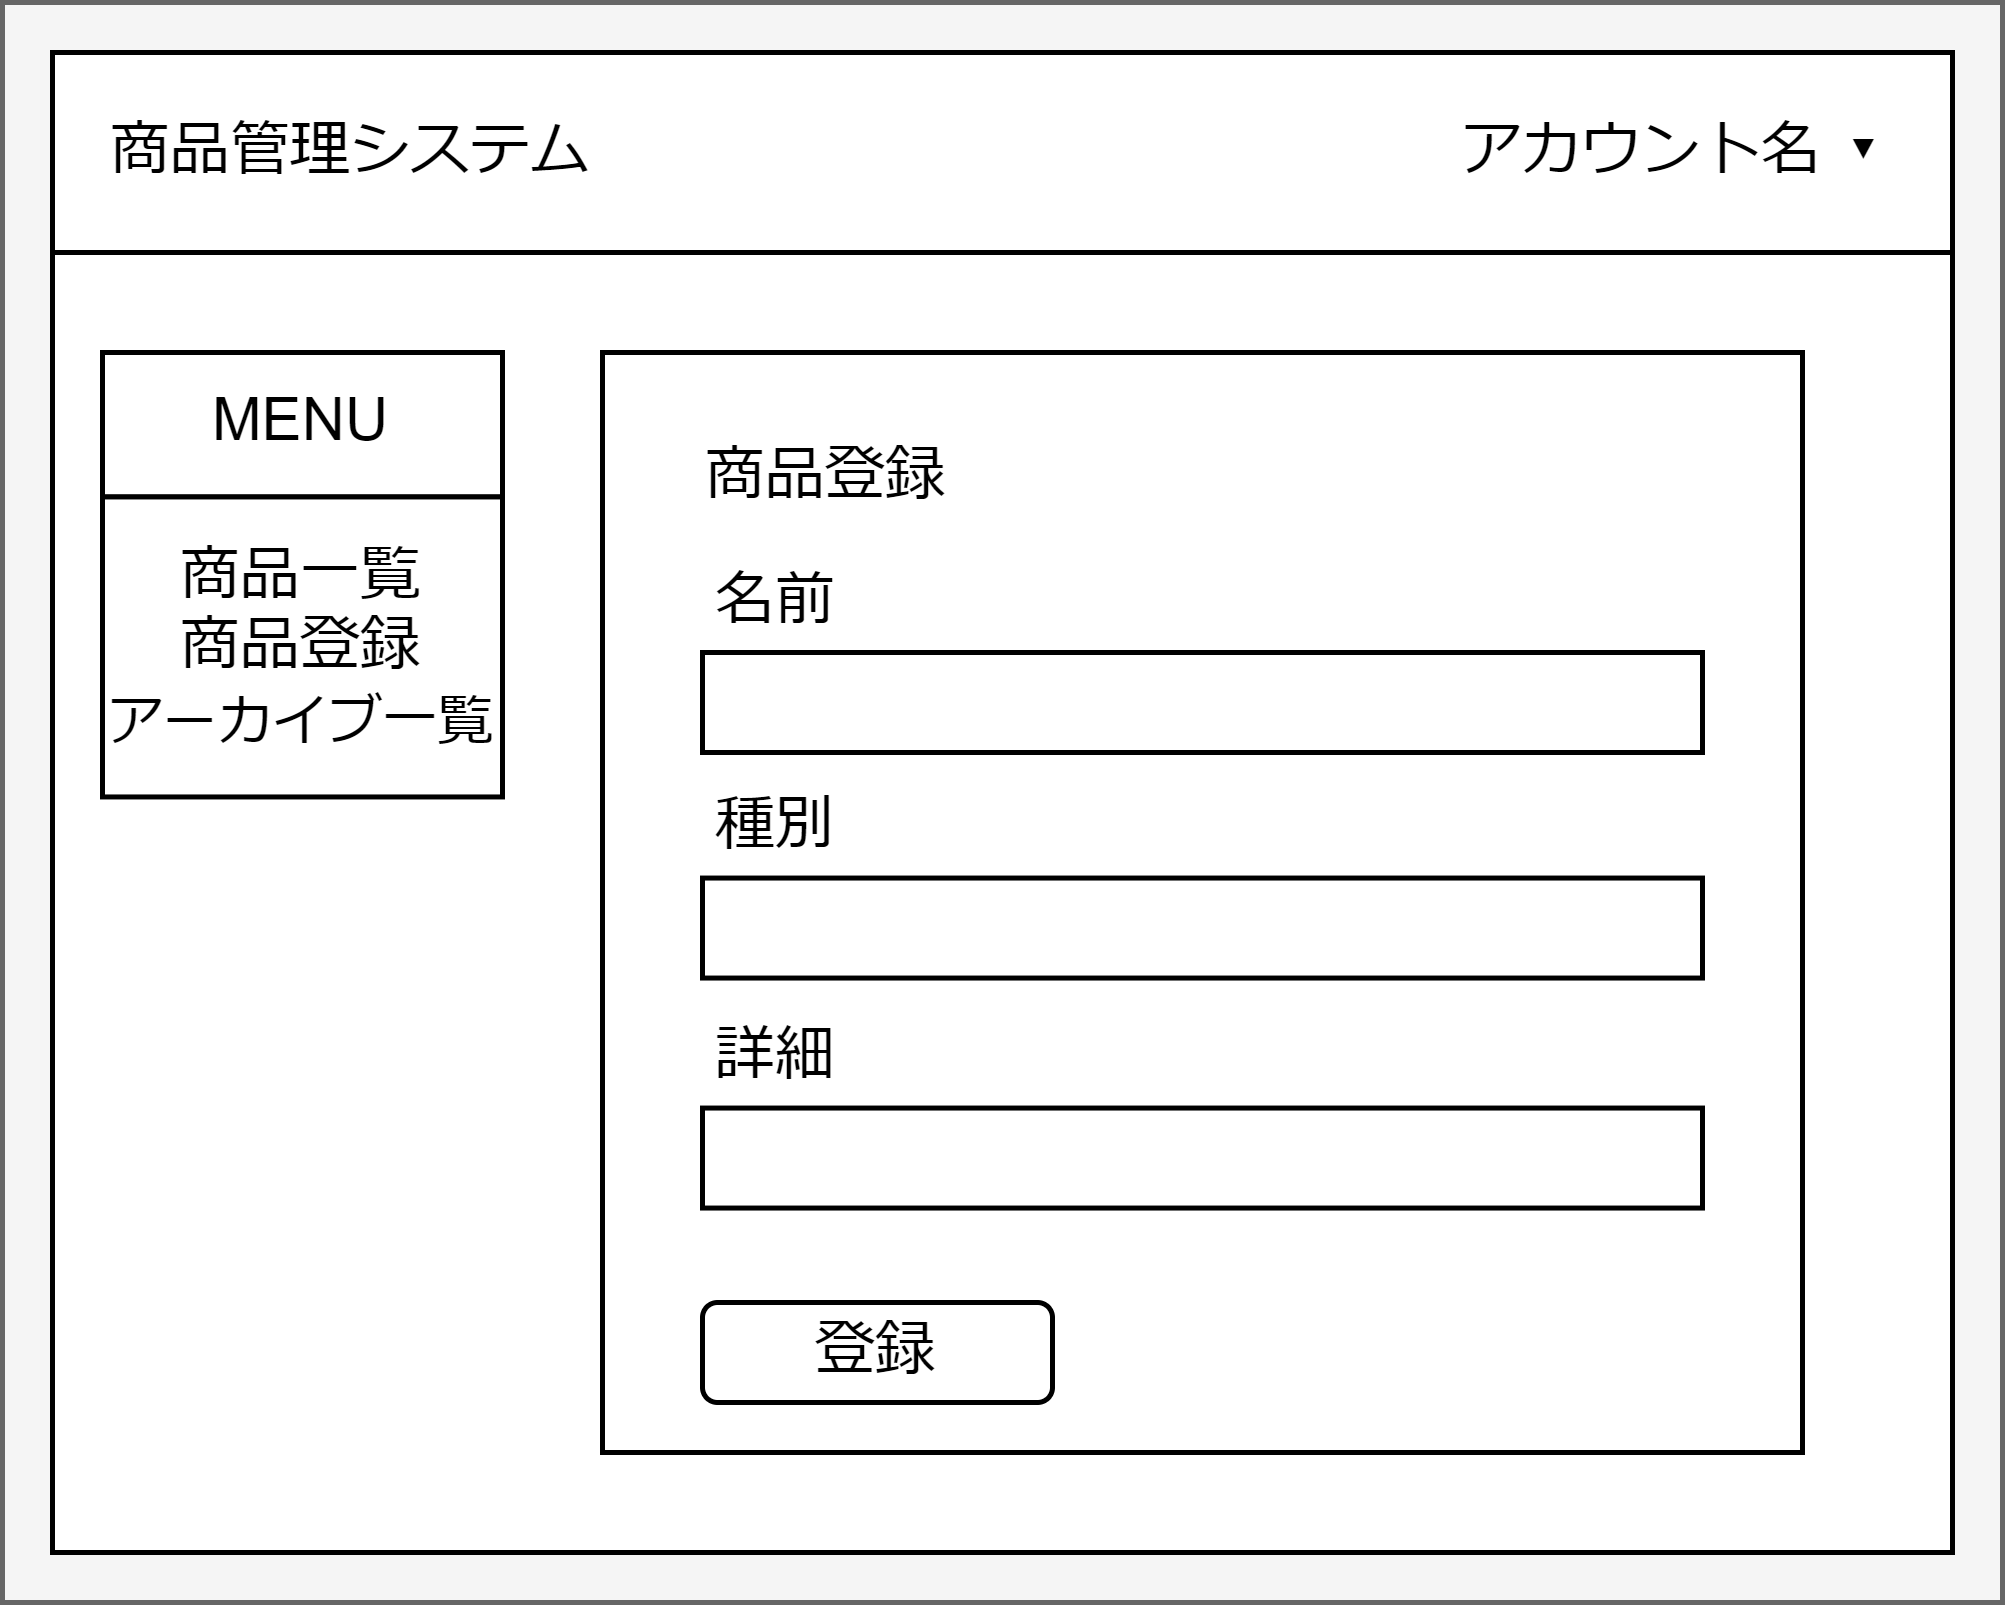 商品管理システム
アカウント名 ▼
MENU
商品一覧
商品登録
アーカイブ一覧
商品登録
名前
種別
詳細
登録